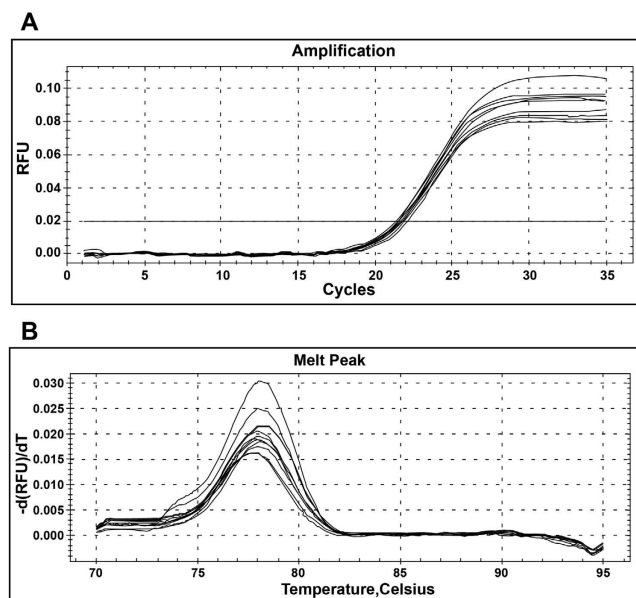 A
Amplification
RFU
0.10
0.08
0.06
0.04
0.02
0.00
0 5 10 15 20 25 30 35
Cycles
B
Melt Peak
-d(RFU)/dT
0.030
0.025
0.020
0.015
0.010
0.005
0.000
70 75 80 85 90 95
Temperature,Celsius